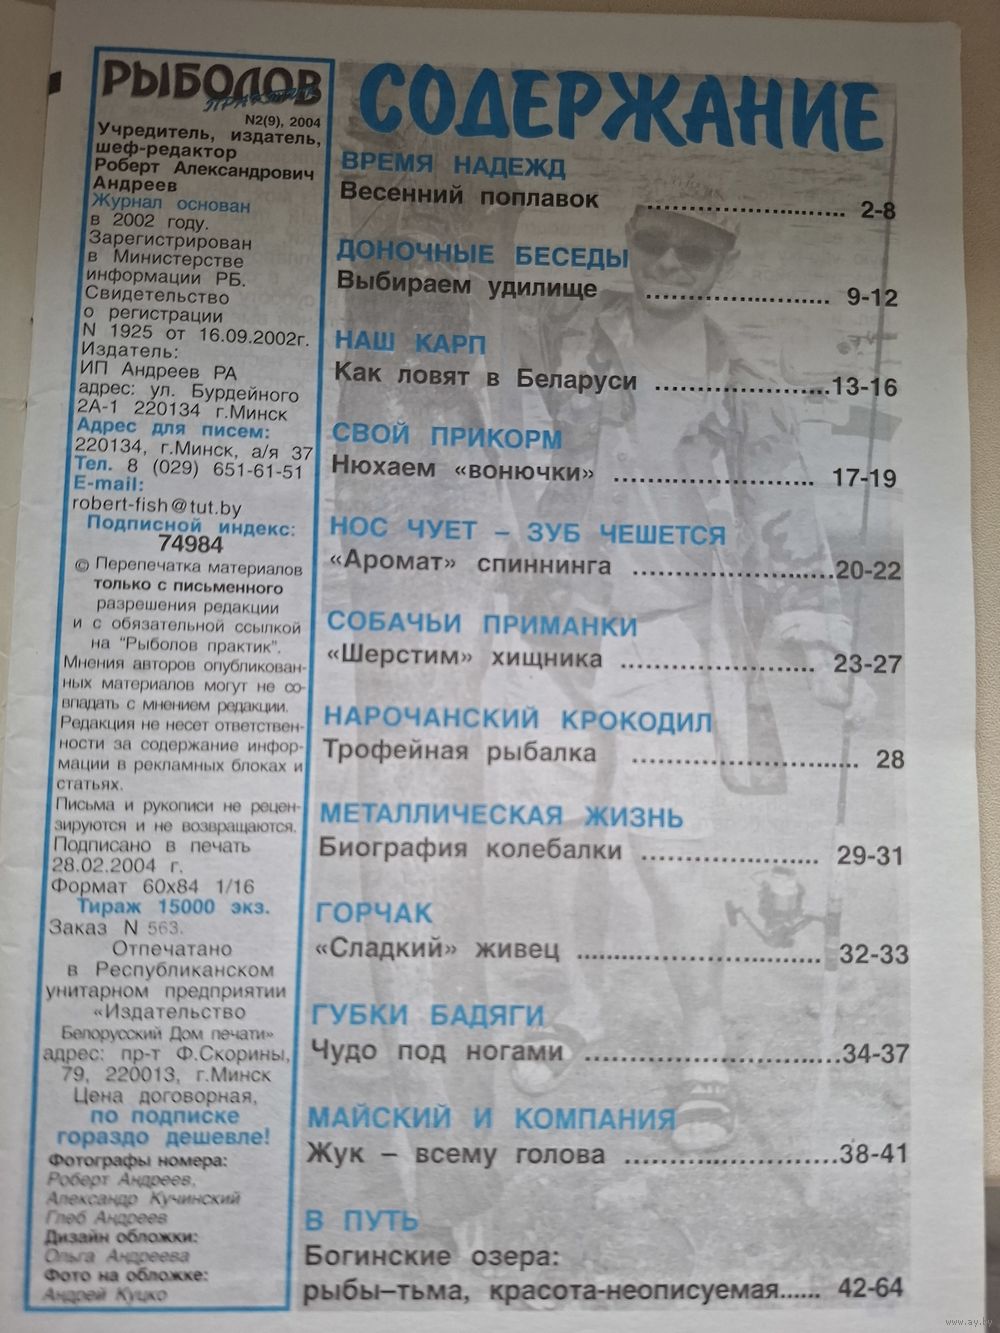 РЫБОЛОВ
ПРАКТИК
N2(9), 2004
Учредитель, издатель,
шеф-редактор
Роберт Александрович
Андреев
Журнал основан
в 2002 году.
Зарегистрирован
в Министерстве
информации РБ.
Свидетельство
о регистрации
N 1925 от 16.09.2002г.
Издатель:
ИП Андреев РА
адрес: ул. Бурдейного
2А-1 220134 г.Минск
Адрес для писем:
220134, г.Минск, а/я 37
Тел. 8 (029) 651-61-51
E-mail:
robert-fish@tut.by
Подписной индекс:
74984
© Перепечатка материалов
только с письменного
разрешения редакции
и с обязательной ссылкой
на "Рыболов практик".
Мнения авторов опубликован-
ных материалов могут не со-
впадать с мнением редакции.
Редакция не несет ответствен-
ности за содержание инфор-
мации в рекламных блоках и
статьях.
Письма и рукописи не рецен-
зируются и не возвращаются.
Подписано в печать
28.02.2004 г.
Формат 60x84 1/16
Тираж 15000 экз.
Заказ N 563.
Отпечатано
в Республиканском
унитарном предприятии
«Издательство
Белорусский Дом печати»
адрес: пр-т Ф.Скорины,
79, 220013, г.Минск
Цена договорная,
по подписке
гораздо дешевле!
Фотографы номера:
Роберт Андреев,
Александр Кучинский
Глеб Андреев
Дизайн обложки:
Ольга Андреева
Фото на обложке:
Андрей Куцко
СОДЕРЖАНИЕ
ВРЕМЯ НАДЕЖД
Весенний поплавок ........................ 2-8
ДОНОЧНЫЕ БЕСЕДЫ
Выбираем удилище ...................... 9-12
НАШ КАРП
Как ловят в Беларуси .....................13-16
СВОЙ ПРИКОРМ
Нюхаем «вонючки» ........................ 17-19
НОС ЧУЕТ – ЗУБ ЧЕШЕТСЯ
«Аромат» спиннинга ........................20-22
СОБАЧЬИ ПРИМАНКИ
«Шерстим» хищника ....................... 23-27
НАРОЧАНСКИЙ КРОКОДИЛ
Трофейная рыбалка ........................... 28
МЕТАЛЛИЧЕСКАЯ ЖИЗНЬ
Биография колебалки ..................... 29-31
ГОРЧАК
«Сладкий» живец ............................ 32-33
ГУБКИ БАДЯГИ
Чудо под ногами ..............................34-37
МАЙСКИЙ И КОМПАНИЯ
Жук – всему голова .........................38-41
В ПУТЬ
Богинские озера:
рыбы–тьма, красота-неописуемая...... 42-64
www.ay.by